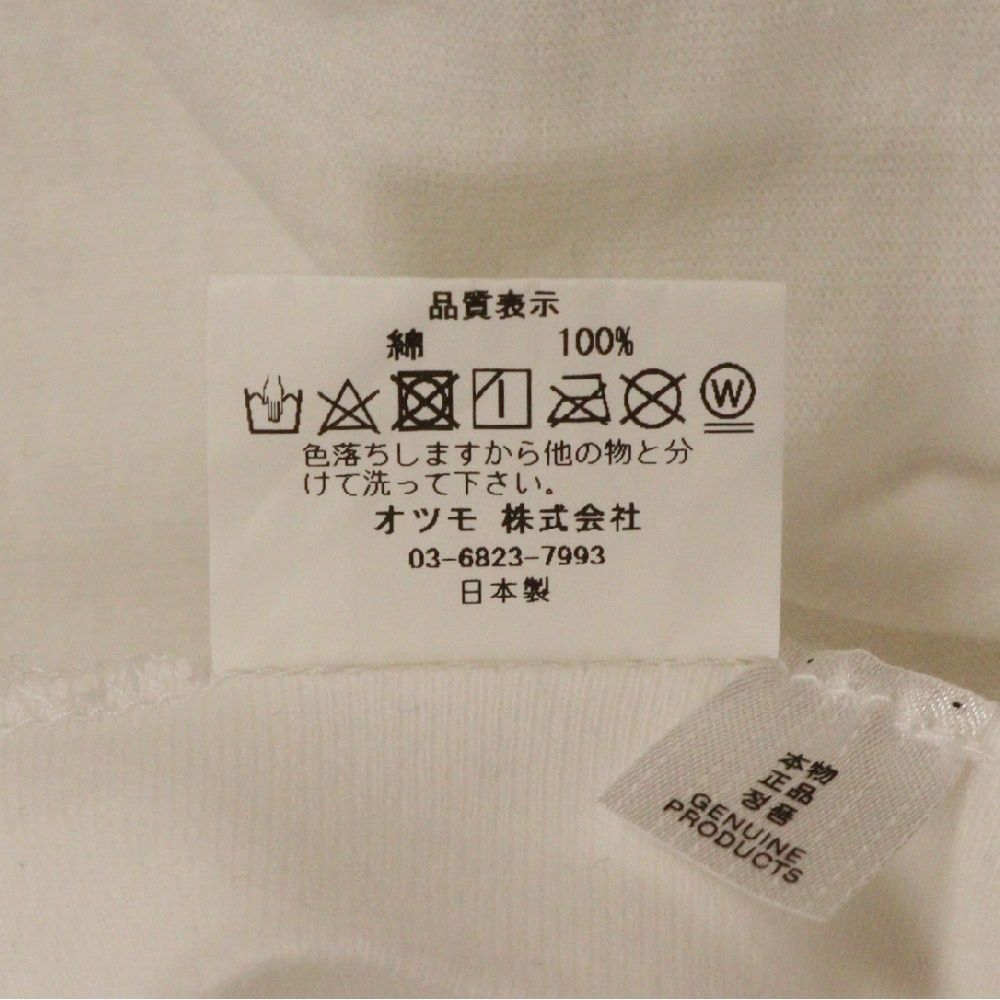 品質表示
綿 100%
W
色落ちしますから他の物と分
けて洗って下さい。
オツモ 株式会社
03-6823-7993
日本製
本物
正品
정품
GENUINE
PRODUCTS